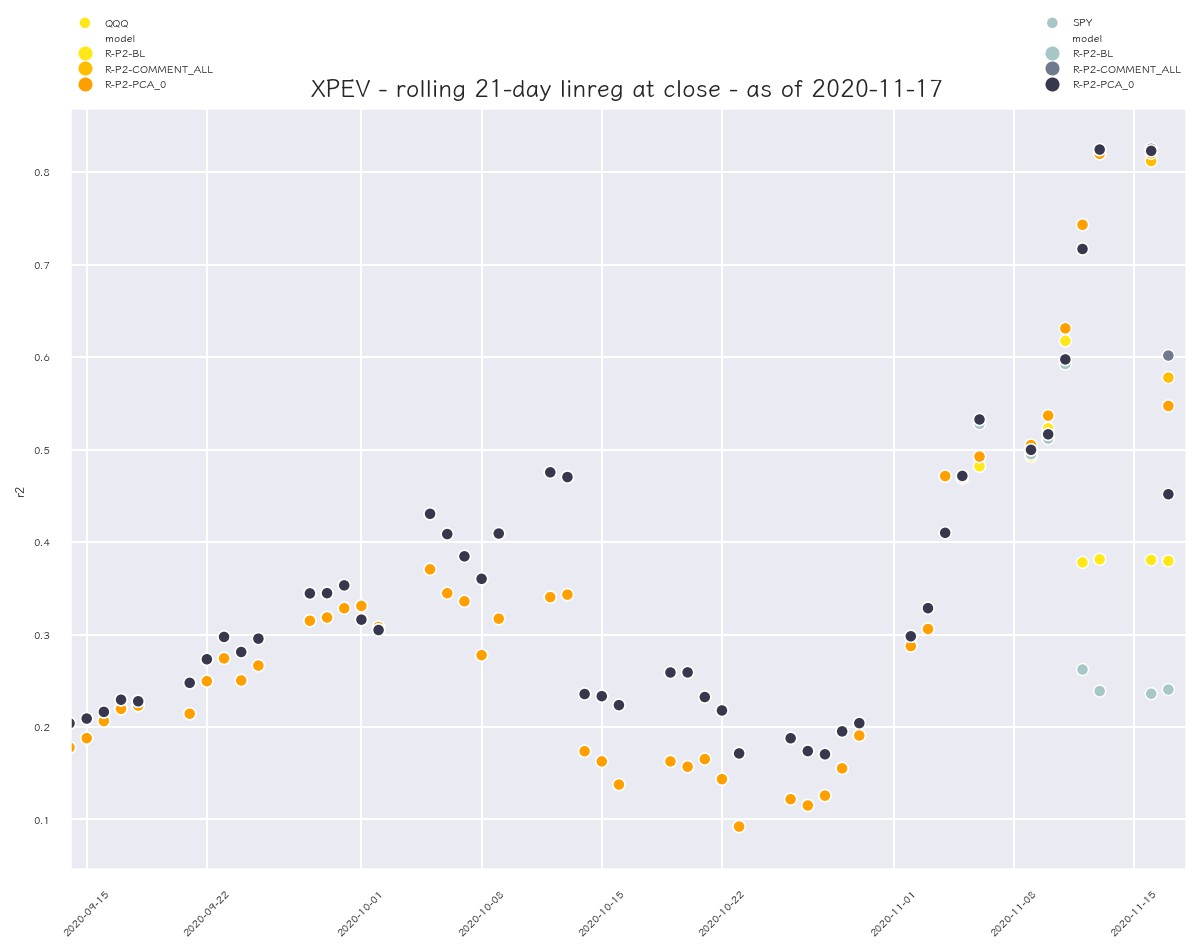 QQQ
model
R-P2-BL
R-P2-COMMENT_ALL
R-P2-PCA_0
SPY
model
R-P2-BL
R-P2-COMMENT_ALL
R-P2-PCA_0
XPEV - rolling 21-day linreg at close - as of 2020-11-17
0.8
0.7
0.6
0.5
0.4
0.3
0.2
0.1
r2
2020-09-15
2020-09-22
2020-10-01
2020-10-08
2020-10-15
2020-10-22
2020-11-01
2020-11-08
2020-11-15